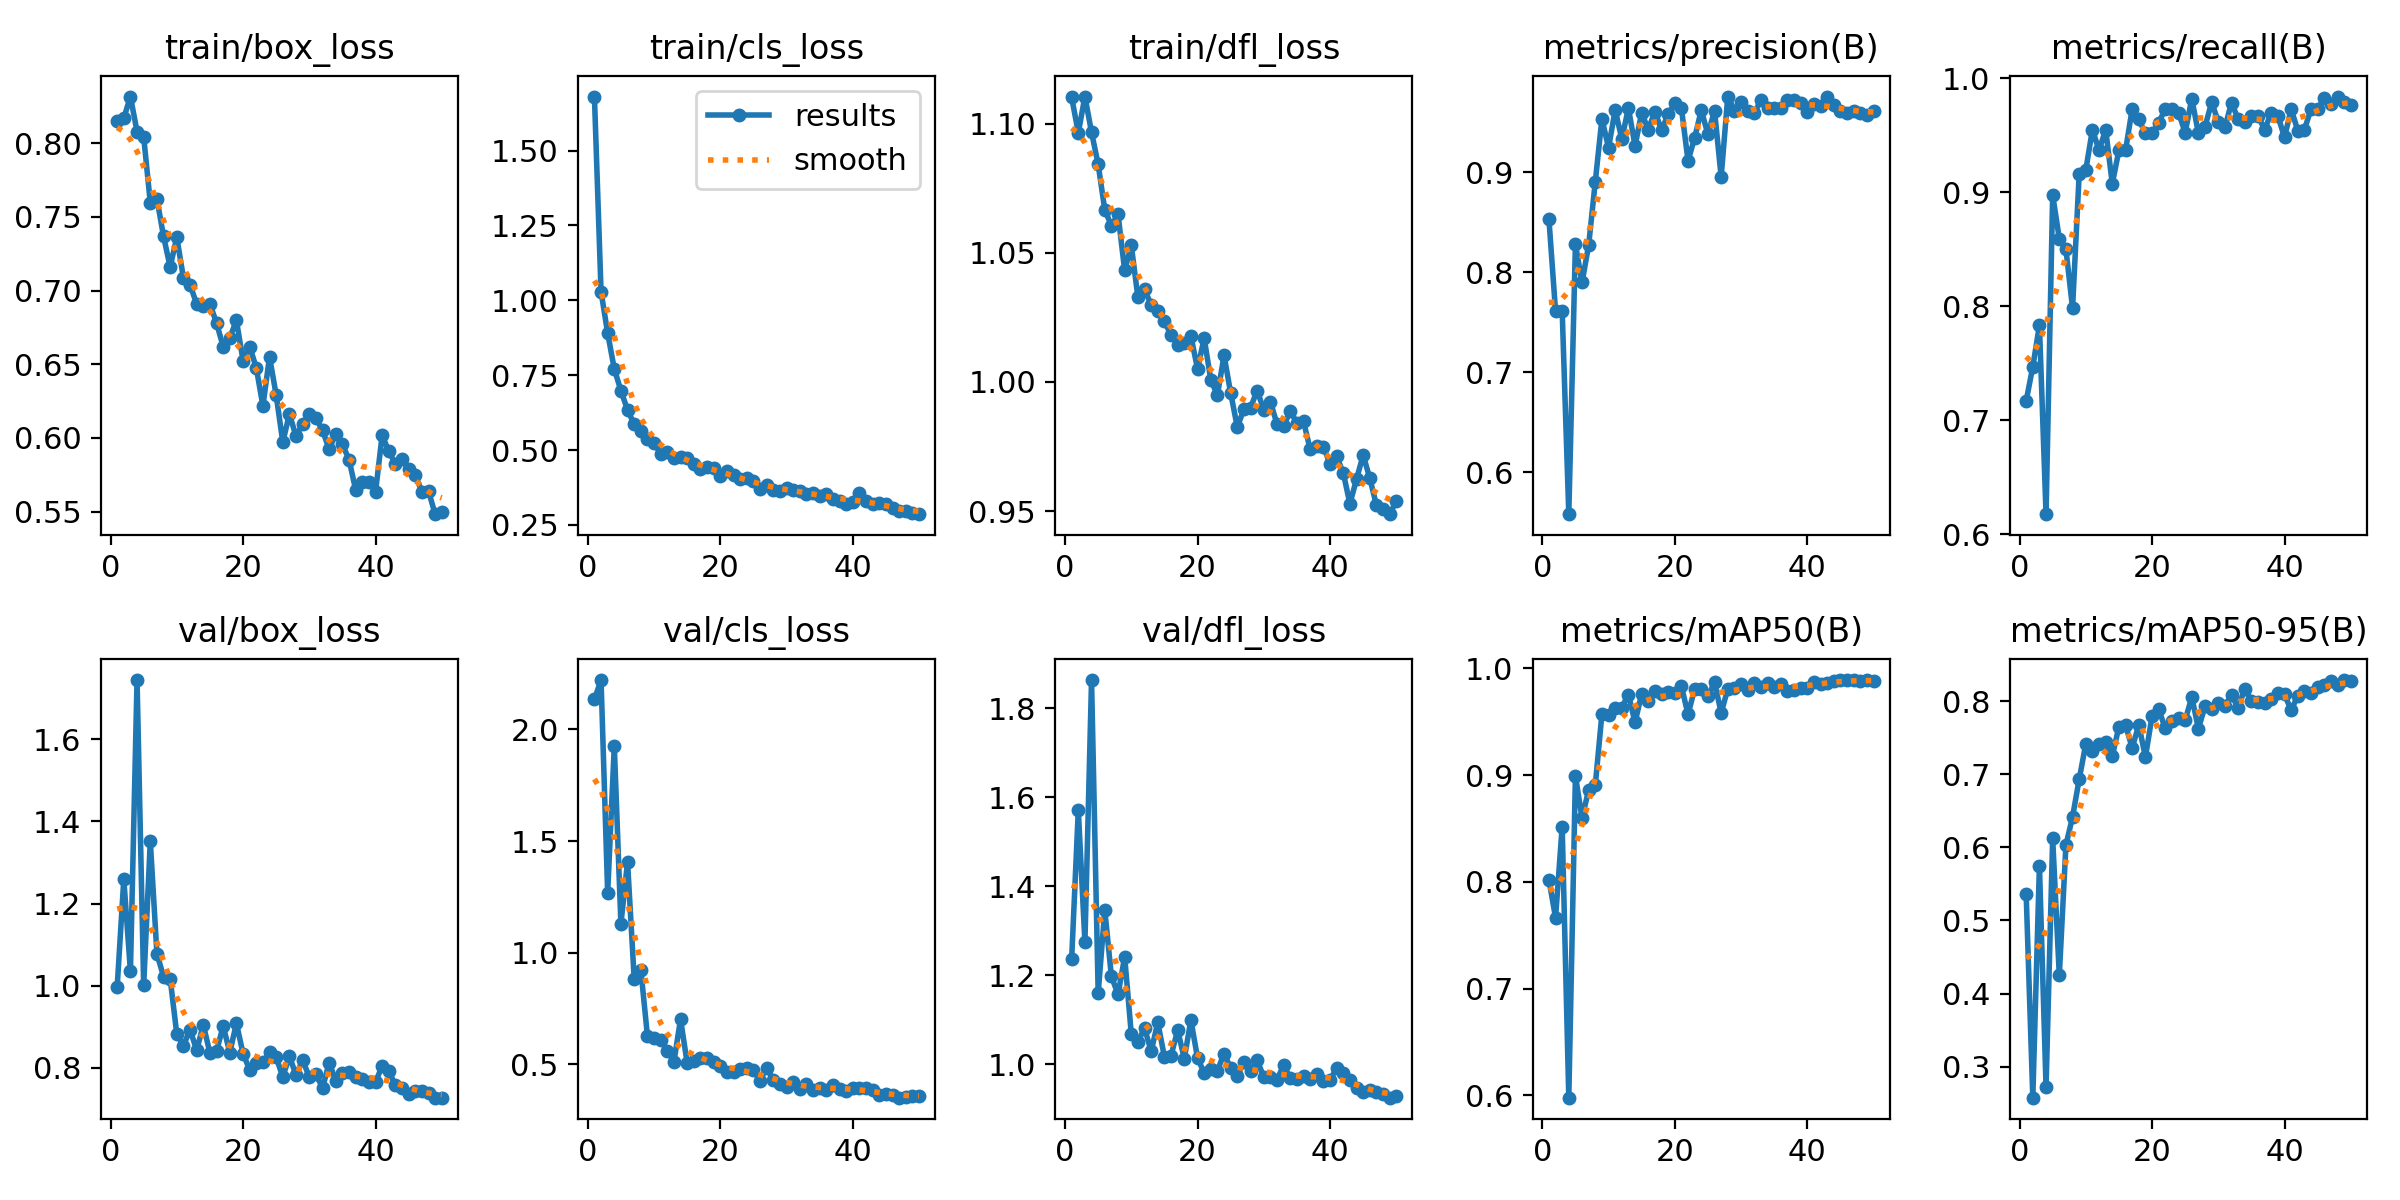 train/box_loss
0.80
0.75
0.70
0.65
0.60
0.55
0 20 40
train/cls_loss
results
smooth
1.50
1.25
1.00
0.75
0.50
0.25
0 20 40
train/dfl_loss
1.10
1.05
1.00
0.95
0 20 40
metrics/precision(B)
0.9
0.8
0.7
0.6
0 20 40
metrics/recall(B)
1.0
0.9
0.8
0.7
0.6
0 20 40
val/box_loss
1.6
1.4
1.2
1.0
0.8
0 20 40
val/cls_loss
2.0
1.5
1.0
0.5
0 20 40
val/dfl_loss
1.8
1.6
1.4
1.2
1.0
0 20 40
metrics/mAP50(B)
1.0
0.9
0.8
0.7
0.6
0 20 40
metrics/mAP50-95(B)
0.8
0.7
0.6
0.5
0.4
0.3
0 20 40